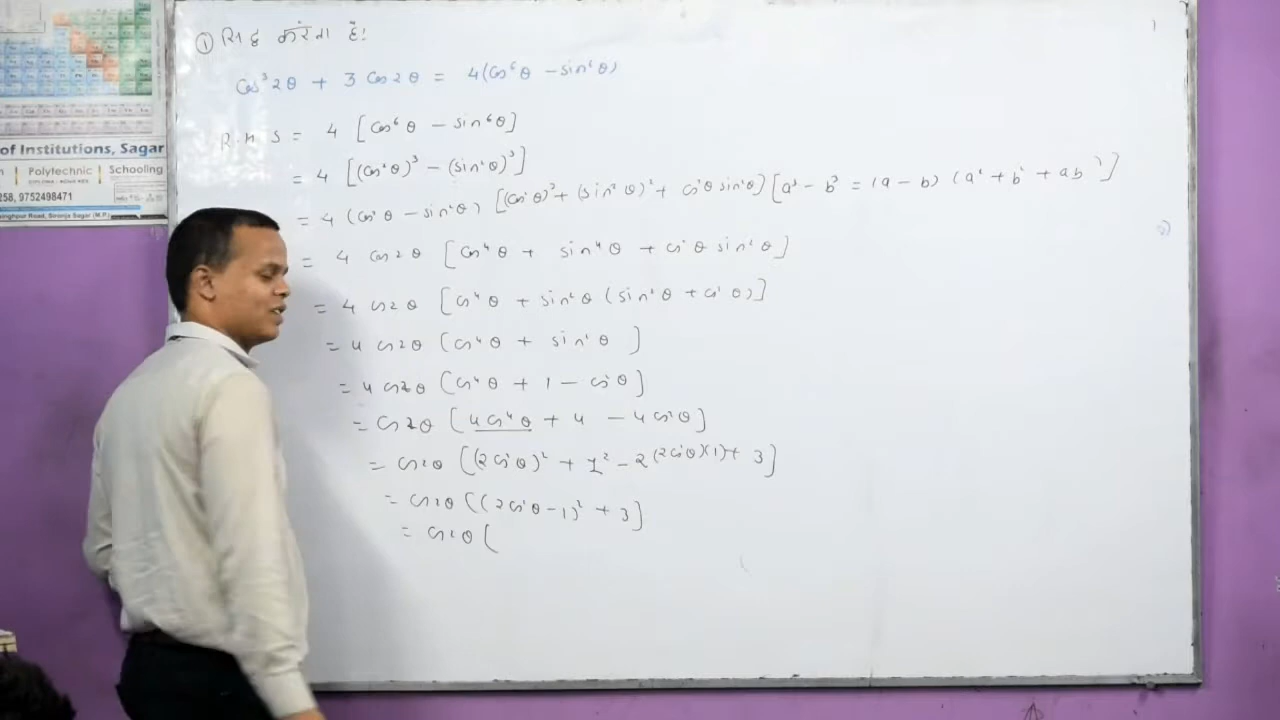 of Institutions, Sagar
Polytechnic | Schooling
258, 9752498471
① सिद्ध करना है!
Cos³2θ + 3 Cos2θ = 4(Cos⁶θ - sin⁶θ)
R.H.S = 4 [Cos⁶θ - sin⁶θ]
= 4 [(Cos²θ)³ - (sin²θ)³]
= 4 (Cos²θ - sin²θ) [(Cos²θ)² + (sin²θ)² + Cos²θ sin²θ] [a³ - b³ = (a - b) (a² + b² + ab)]
= 4 Cos2θ [Cos⁴θ + sin⁴θ + Cos²θ sin²θ]
= 4 Cos2θ [Cos⁴θ + sin²θ (sin²θ + Cos²θ)]
= 4 Cos2θ [Cos⁴θ + sin²θ]
= 4 Cos2θ [Cos⁴θ + 1 - Cos²θ]
= Cos2θ [4Cos⁴θ + 4 - 4Cos²θ]
= Cos2θ [(2Cos²θ)² + 1² - 2(2Cos²θ)(1) + 3]
= Cos2θ [(2Cos²θ-1)² + 3]
= Cos2θ [